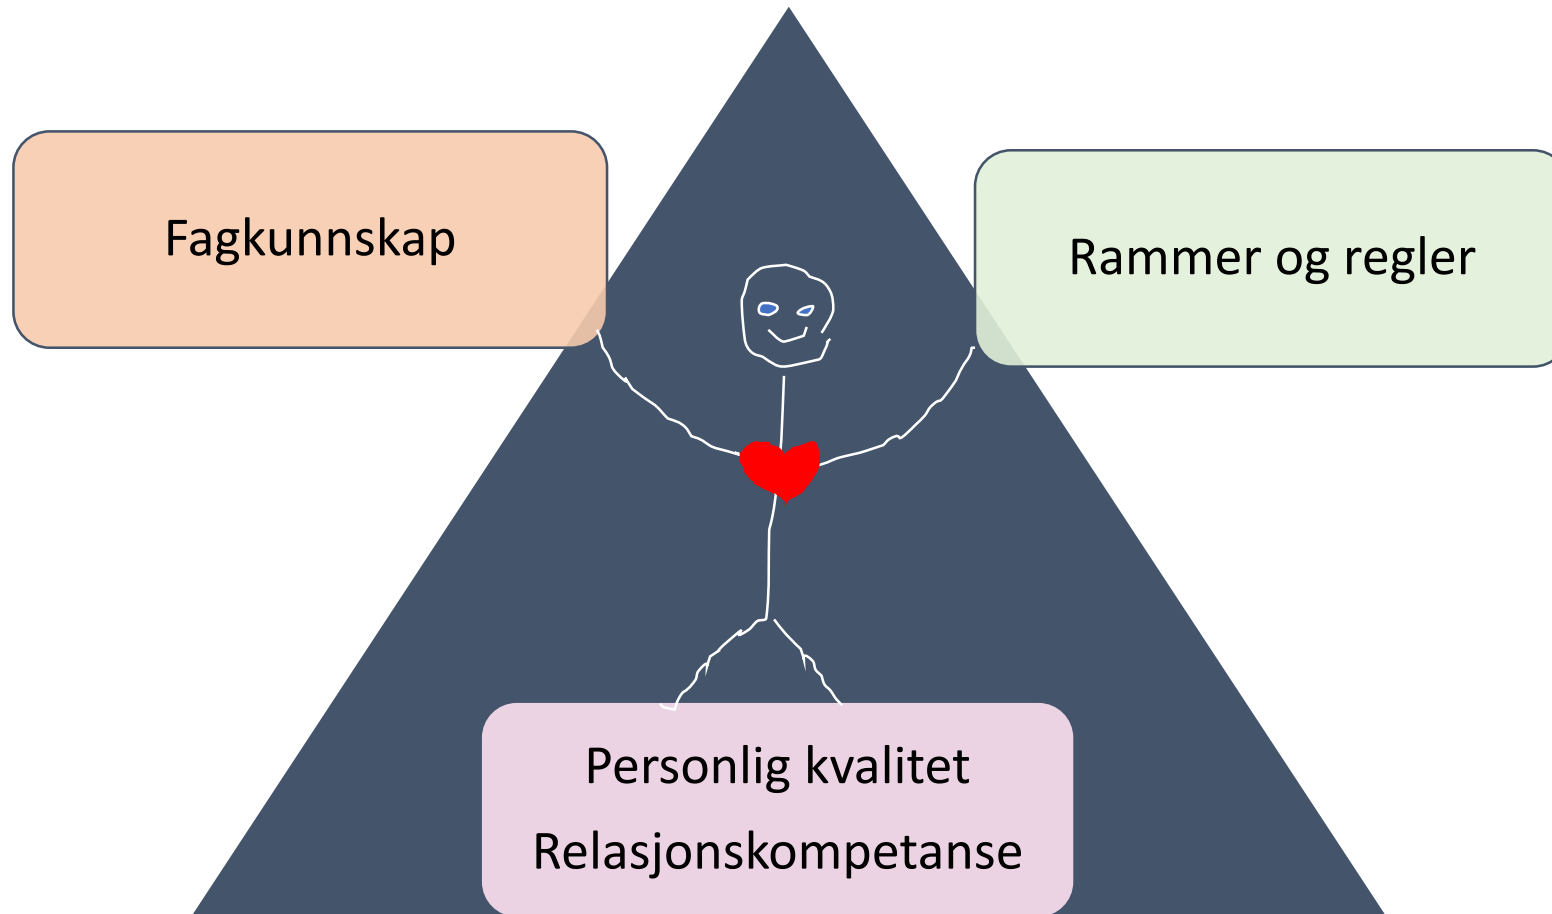 Fagkunnskap
Rammer og regler
Personlig kvalitet
Relasjonskompetanse